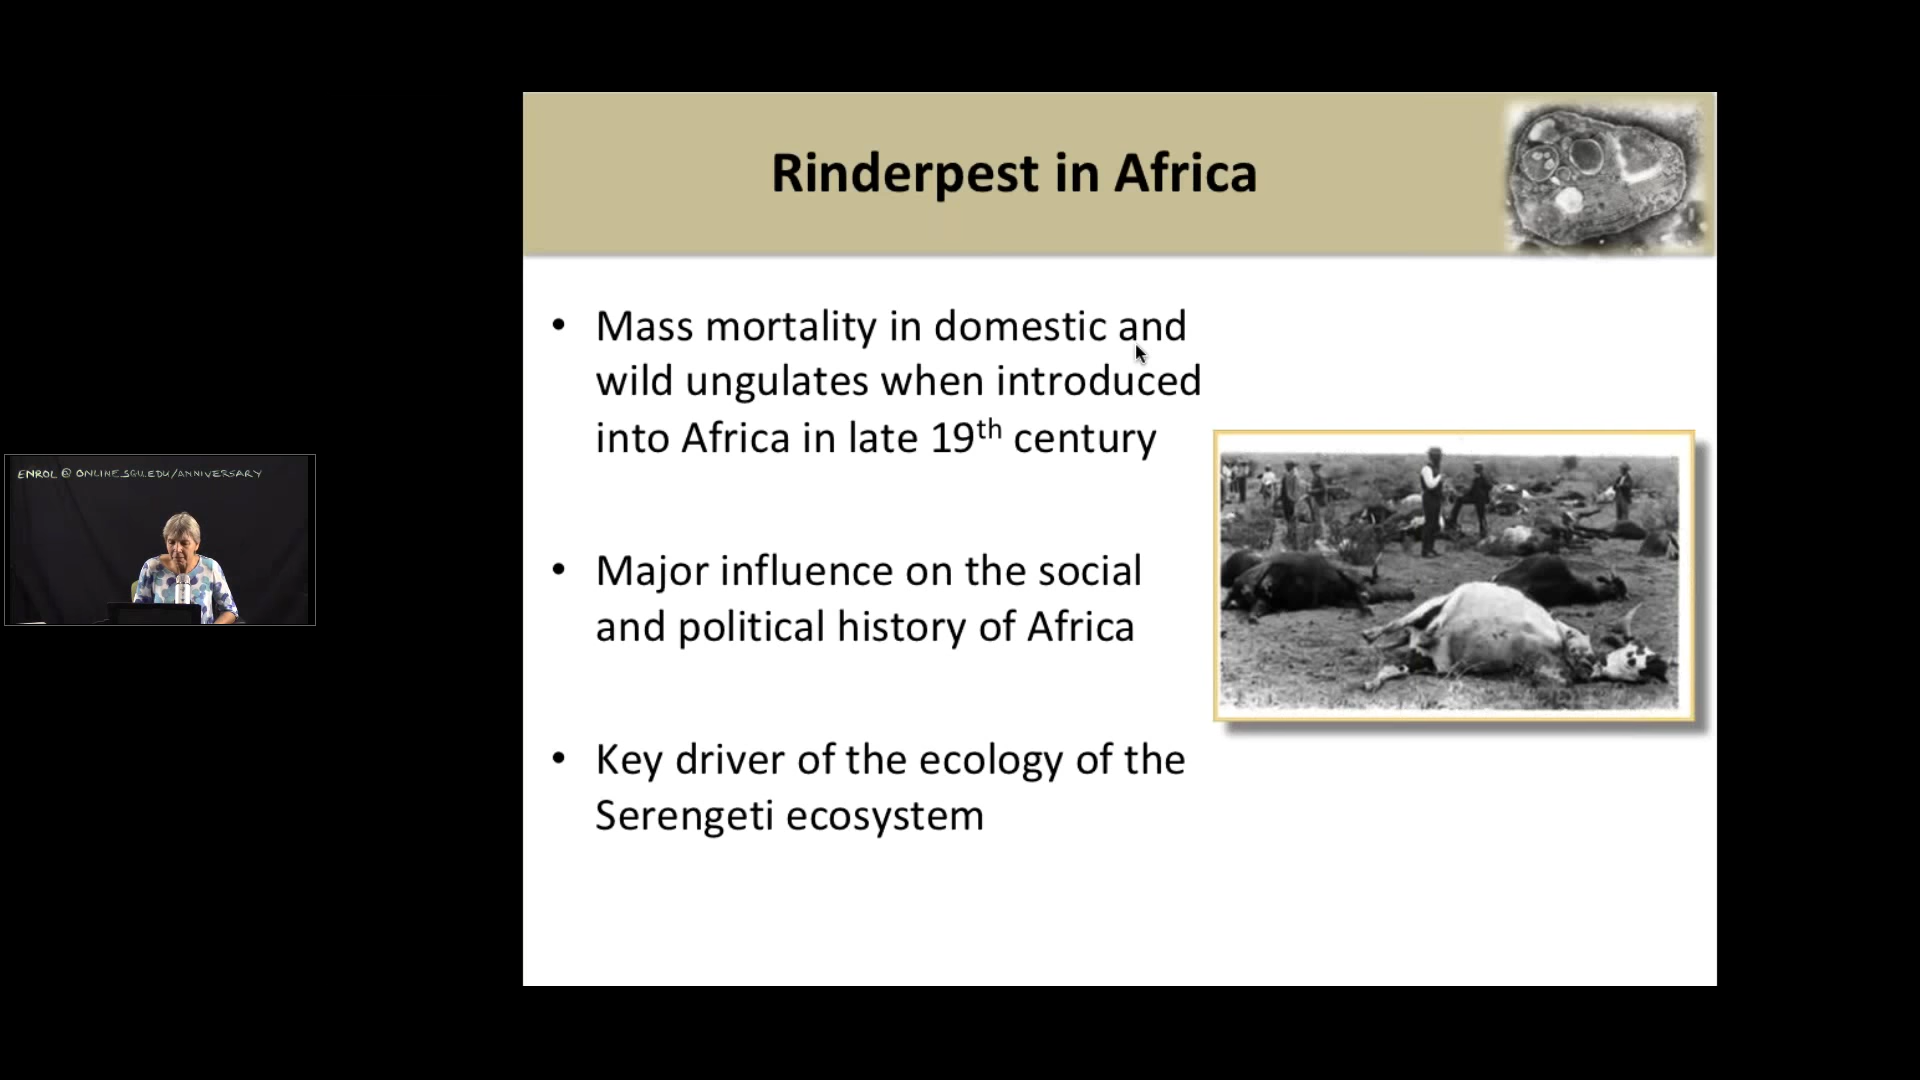 Rinderpest in Africa
• Mass mortality in domestic and
wild ungulates when introduced
into Africa in late 19th century
• Major influence on the social
and political history of Africa
• Key driver of the ecology of the
Serengeti ecosystem
ENROL @ ONLINE.SGU.EDU/ANNIVERSARY